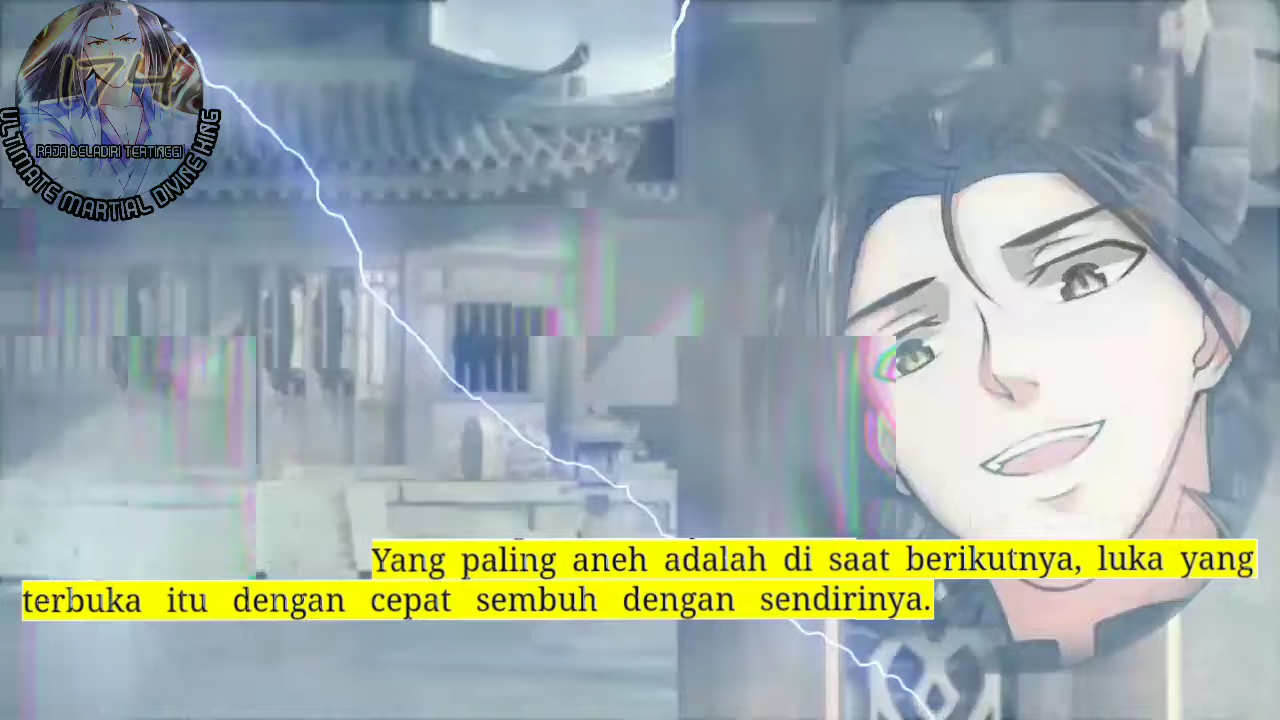 174
RAJA BELADIRI TERTINGGI
ULTIMATE MARTIAL DIVINE KING
Yang paling aneh adalah di saat berikutnya, luka yang
terbuka itu dengan cepat sembuh dengan sendirinya.